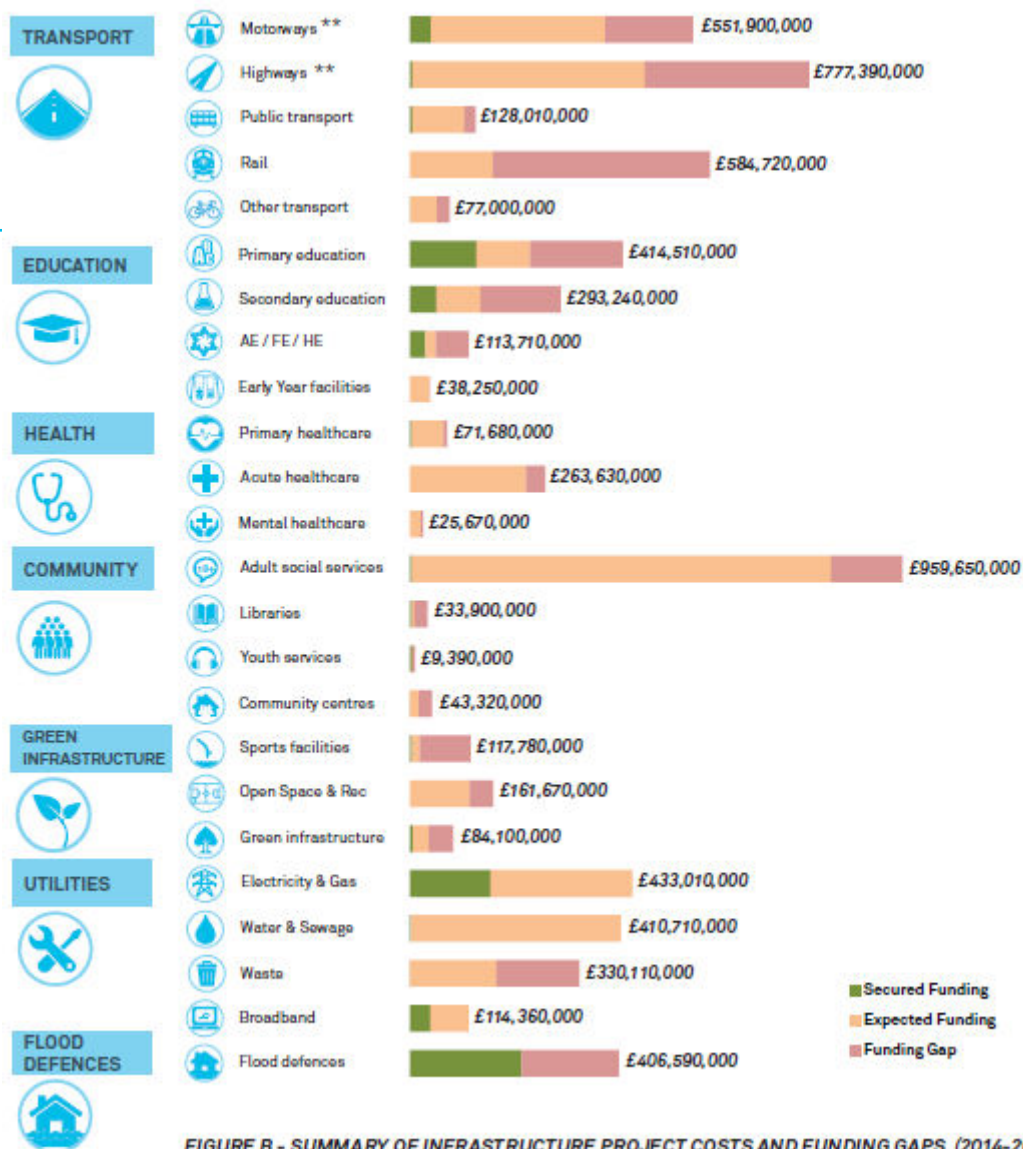 TRANSPORT
Motorways ** £551,900,000
Highways ** £777,390,000
Public transport £128,010,000
Rail £584,720,000
Other transport £77,000,000
EDUCATION
Primary education £414,510,000
Secondary education £293,240,000
AE / FE / HE £113,710,000
Early Year facilities £38,250,000
HEALTH
Primary healthcare £71,680,000
Acute healthcare £263,630,000
Mental healthcare £25,670,000
COMMUNITY
Adult social services £959,650,000
Libraries £33,900,000
Youth services £9,390,000
Community centres £43,320,000
GREEN
INFRASTRUCTURE
Sports facilities £117,780,000
Open Space & Rec £161,670,000
Green infrastructure £84,100,000
UTILITIES
Electricity & Gas £433,010,000
Water & Sewage £410,710,000
Waste £330,110,000
Broadband £114,360,000
FLOOD
DEFENCES
Flood defences £406,590,000
Secured Funding
Expected Funding
Funding Gap
FIGURE B - SUMMARY OF INFRASTRUCTURE PROJECT COSTS AND FUNDING GAPS